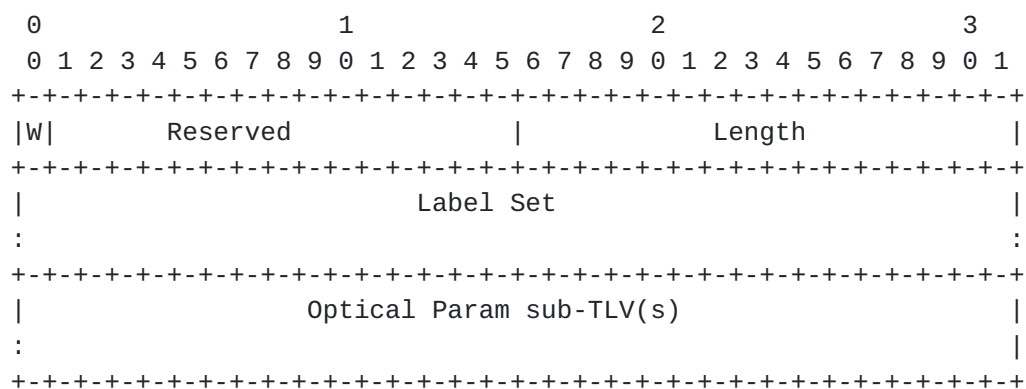 0                   1                   2                   3
 0 1 2 3 4 5 6 7 8 9 0 1 2 3 4 5 6 7 8 9 0 1 2 3 4 5 6 7 8 9 0 1
+-+-+-+-+-+-+-+-+-+-+-+-+-+-+-+-+-+-+-+-+-+-+-+-+-+-+-+-+-+-+-+-+
|W|       Reserved              |            Length             |
+-+-+-+-+-+-+-+-+-+-+-+-+-+-+-+-+-+-+-+-+-+-+-+-+-+-+-+-+-+-+-+-+
|                         Label Set                             |
:                                                               :
+-+-+-+-+-+-+-+-+-+-+-+-+-+-+-+-+-+-+-+-+-+-+-+-+-+-+-+-+-+-+-+-+
|                  Optical Param sub-TLV(s)                     |
:                                                               |
+-+-+-+-+-+-+-+-+-+-+-+-+-+-+-+-+-+-+-+-+-+-+-+-+-+-+-+-+-+-+-+-+